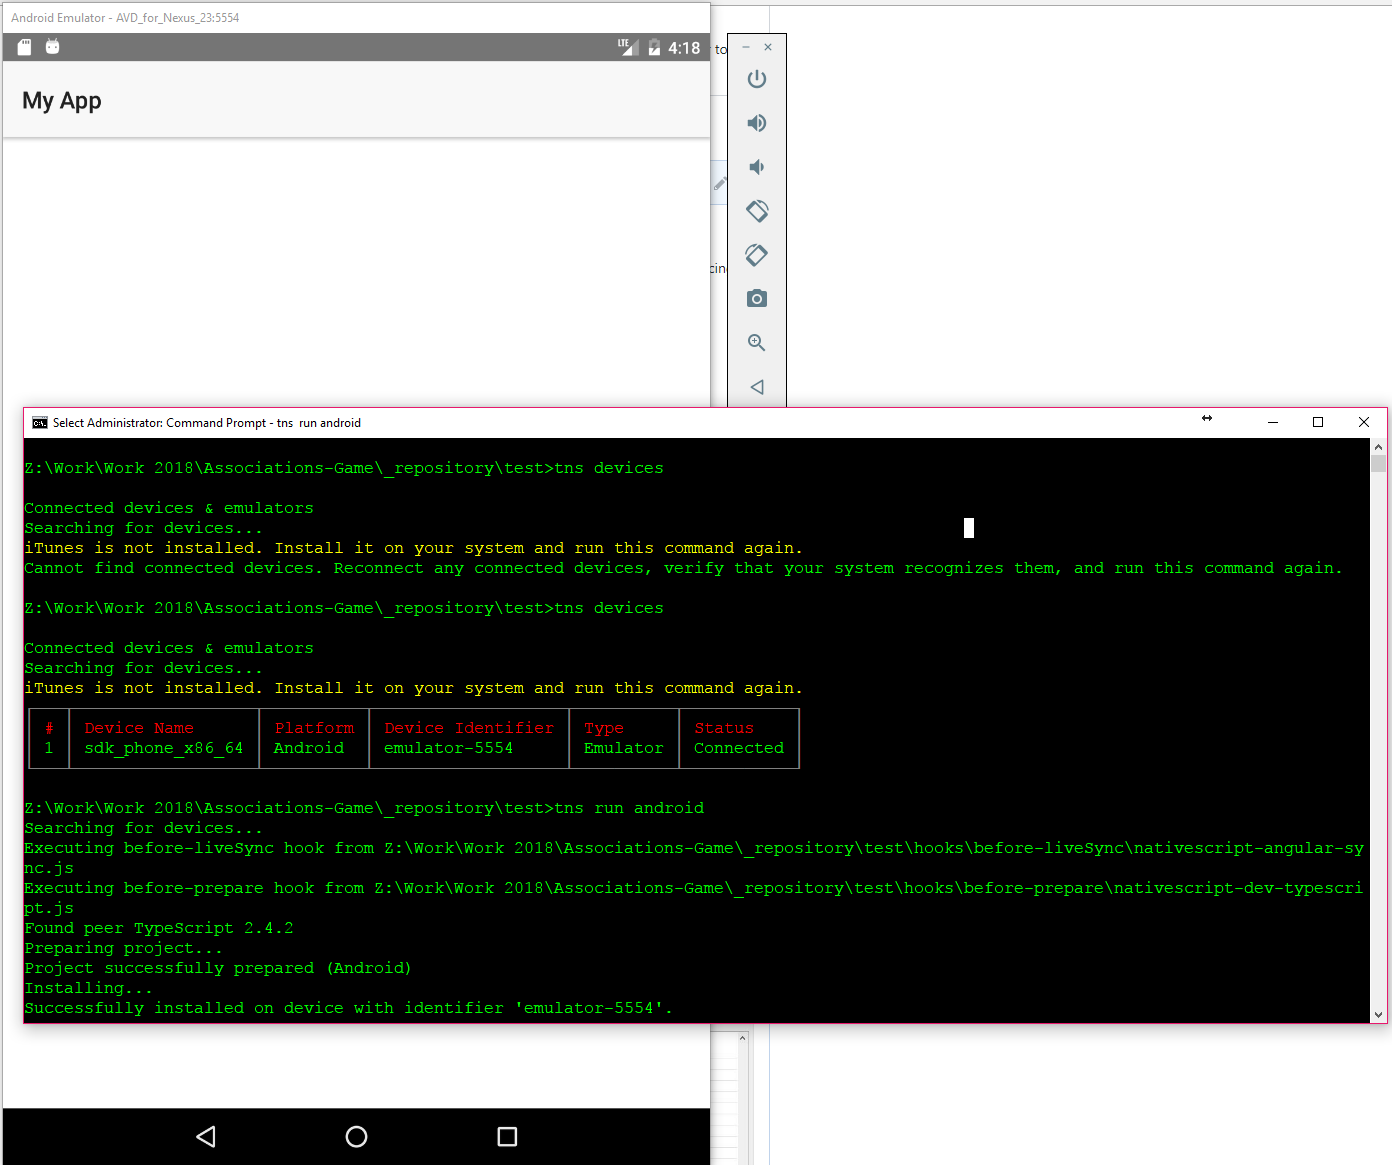 Android Emulator - AVD_for_Nexus_23:5554
LTE 4:18
to
My App
cin
Select Administrator: Command Prompt - tns  run android
Z:\Work\Work 2018\Associations-Game\_repository\test>tns devices
Connected devices & emulators
Searching for devices...
iTunes is not installed. Install it on your system and run this command again.
Cannot find connected devices. Reconnect any connected devices, verify that your system recognizes them, and run this command again.
Z:\Work\Work 2018\Associations-Game\_repository\test>tns devices
Connected devices & emulators
Searching for devices...
iTunes is not installed. Install it on your system and run this command again.
# Device Name Platform Device Identifier Type Status
1 sdk_phone_x86_64 Android emulator-5554 Emulator Connected
Z:\Work\Work 2018\Associations-Game\_repository\test>tns run android
Searching for devices...
Executing before-liveSync hook from Z:\Work\Work 2018\Associations-Game\_repository\test\hooks\before-liveSync\nativescript-angular-sy
nc.js
Executing before-prepare hook from Z:\Work\Work 2018\Associations-Game\_repository\test\hooks\before-prepare\nativescript-dev-typescri
pt.js
Found peer TypeScript 2.4.2
Preparing project...
Project successfully prepared (Android)
Installing...
Successfully installed on device with identifier 'emulator-5554'.